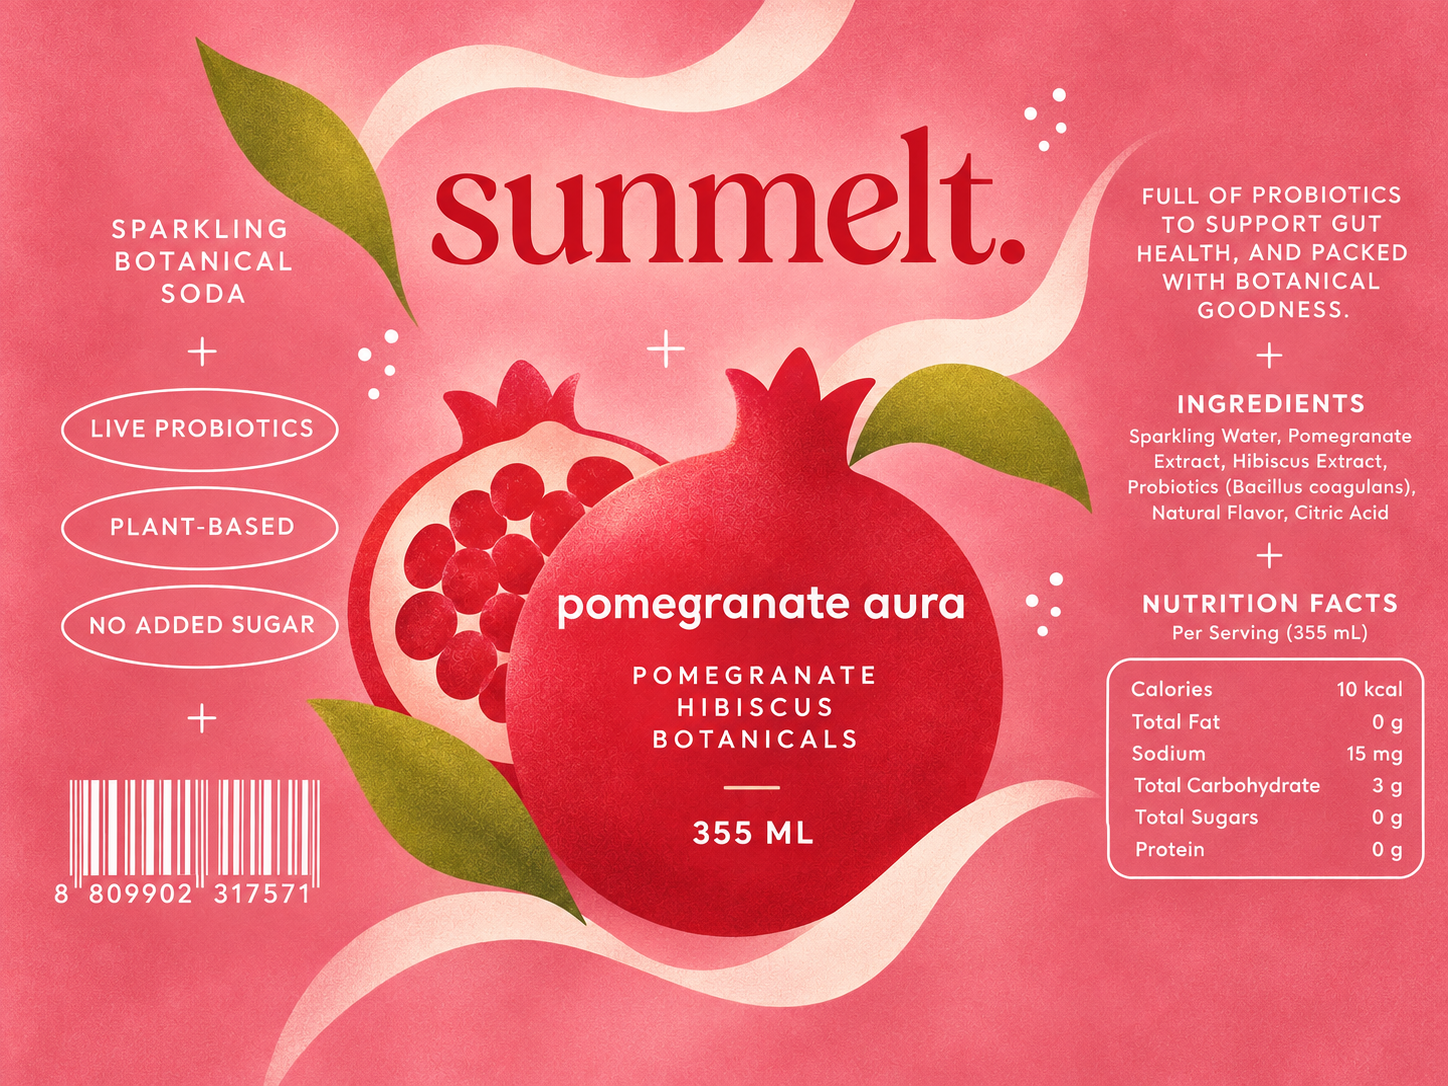 sunmelt.
SPARKLING
BOTANICAL
SODA
LIVE PROBIOTICS
PLANT-BASED
NO ADDED SUGAR
8 809902 317571
pomegranate aura
POMEGRANATE
HIBISCUS
BOTANICALS
355 ML
FULL OF PROBIOTICS
TO SUPPORT GUT
HEALTH, AND PACKED
WITH BOTANICAL
GOODNESS.
INGREDIENTS
Sparkling Water, Pomegranate
Extract, Hibiscus Extract,
Probiotics (Bacillus coagulans),
Natural Flavor, Citric Acid
NUTRITION FACTS
Per Serving (355 mL)
Calories 10 kcal
Total Fat 0 g
Sodium 15 mg
Total Carbohydrate 3 g
Total Sugars 0 g
Protein 0 g